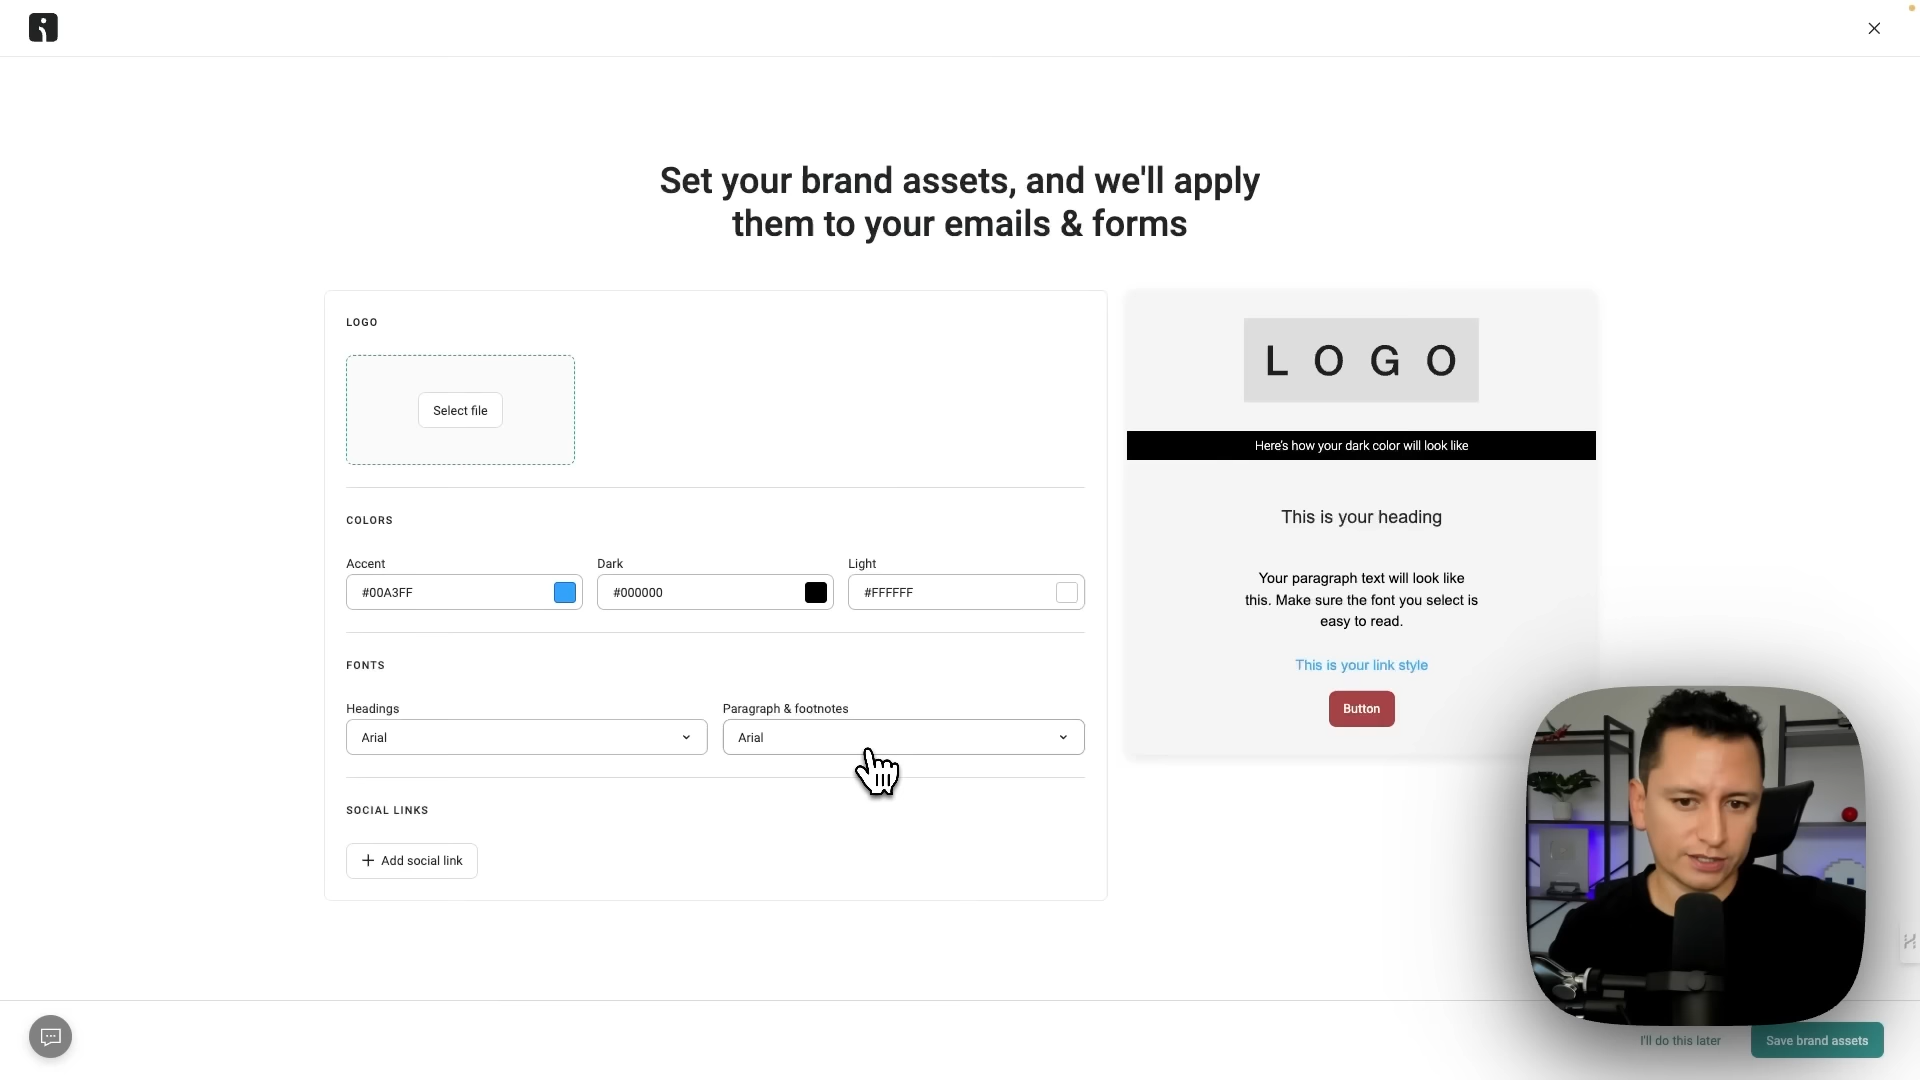 Set your brand assets, and we'll apply
them to your emails & forms
LOGO
Select file
COLORS
Accent
Dark
Light
#00A3FF
#000000
#FFFFFF
FONTS
Headings
Paragraph & footnotes
Arial
Arial
SOCIAL LINKS
Add social link
LOGO
Here's how your dark color will look like
This is your heading
Your paragraph text will look like
this. Make sure the font you select is
easy to read.
This is your link style
Button
I'll do this later
Save brand assets